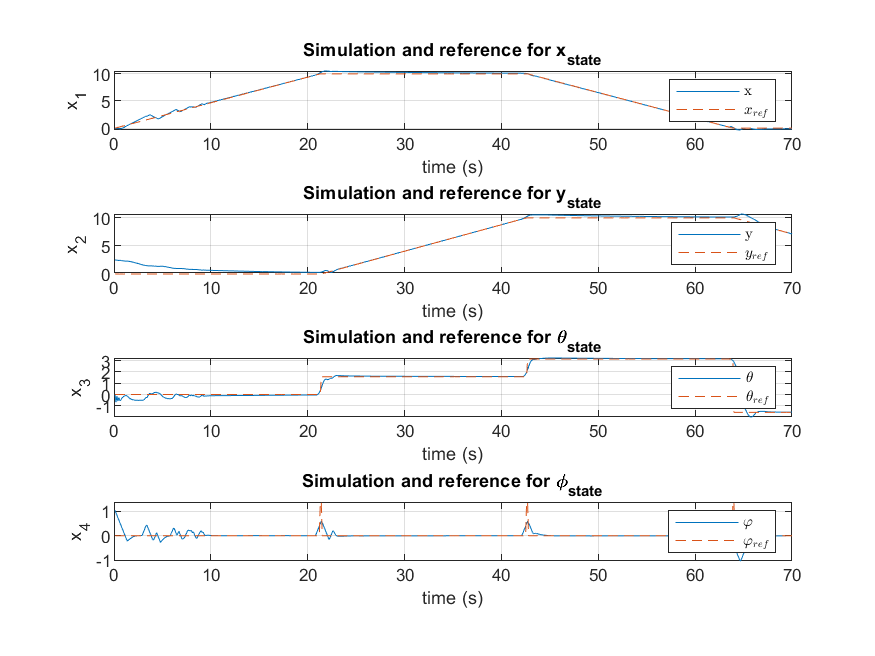 Simulation and reference for x_state
10
5
0
x_1
x
x_ref
0 10 20 30 40 50 60 70
time (s)
Simulation and reference for y_state
10
5
0
x_2
y
y_ref
0 10 20 30 40 50 60 70
time (s)
Simulation and reference for θ_state
3
2
1
0
-1
x_3
θ
θ_ref
0 10 20 30 40 50 60 70
time (s)
Simulation and reference for ϕ_state
1
0
-1
x_4
φ
φ_ref
0 10 20 30 40 50 60 70
time (s)